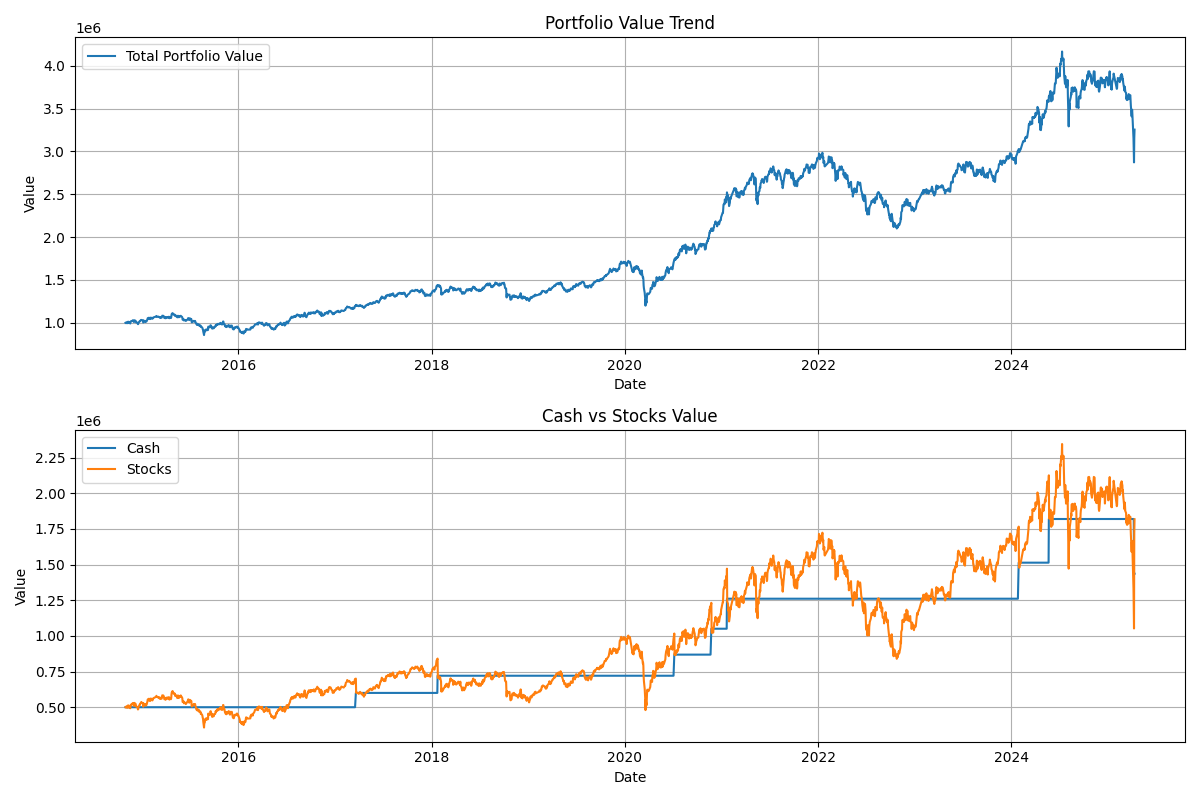 Portfolio Value Trend
1e6
Total Portfolio Value
4.0
3.5
3.0
2.5
2.0
1.5
1.0
Value
2016 2018 2020 2022 2024
Date
Cash vs Stocks Value
1e6
Cash
Stocks
2.25
2.00
1.75
1.50
1.25
1.00
0.75
0.50
Value
2016 2018 2020 2022 2024
Date